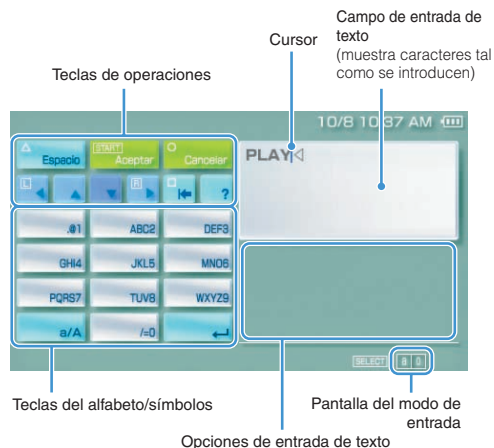 Campo de entrada de
texto
(muestra caracteres tal
como se introducen)
Cursor
Teclas de operaciones
10/8 10:37 AM
△ Espacio START Aceptar ○ Cancelar
L R □ ?
PLAY
.@1 ABC2 DEF3
GHI4 JKL5 MNO6
PQRS7 TUV8 WXYZ9
a/A /=0
SELECT a 0
Teclas del alfabeto/símbolos
Pantalla del modo de
entrada
Opciones de entrada de texto